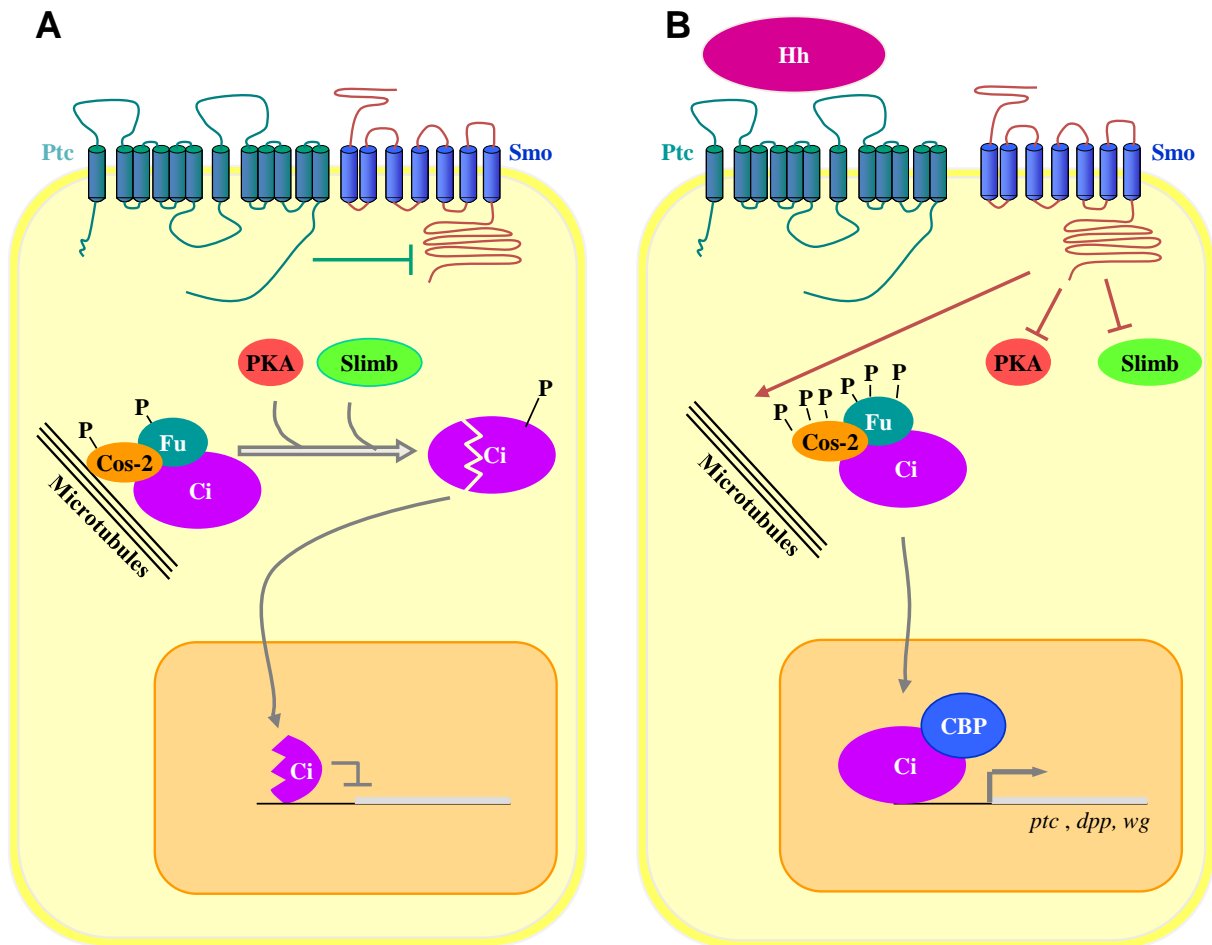 A
Ptc
Smo
PKA
Slimb
P
P
P
Fu
Cos-2
Ci
Ci
Microtubules
Ci
B
Hh
Ptc
Smo
PKA
Slimb
P
P
P
P
P
P
Fu
Cos-2
Ci
Microtubules
CBP
Ci
ptc , dpp, wg